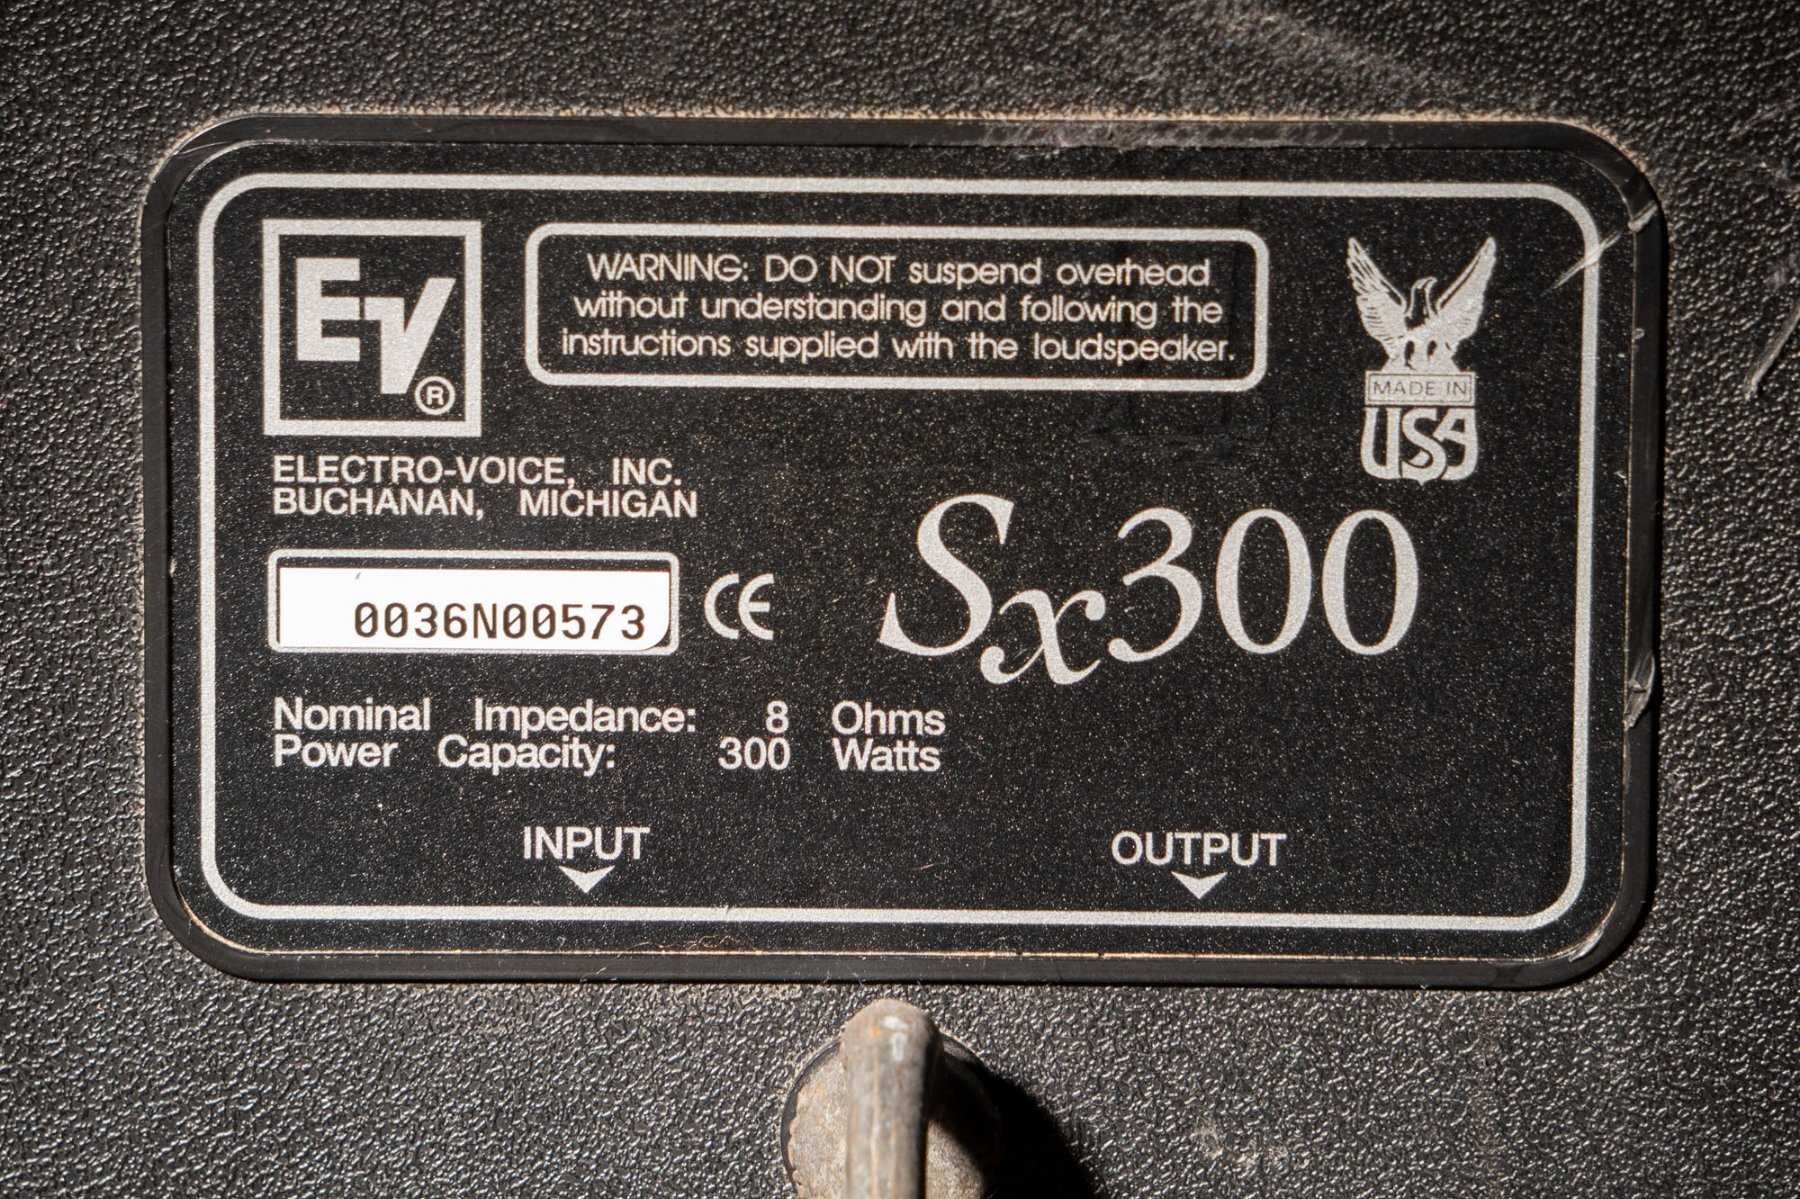 EV®
WARNING: DO NOT suspend overhead
without understanding and following the
instructions supplied with the loudspeaker.
MADE IN
USA
ELECTRO-VOICE, INC.
BUCHANAN, MICHIGAN
0036N00573
CE
Sx300
Nominal Impedance: 8 Ohms
Power Capacity: 300 Watts
INPUT
OUTPUT